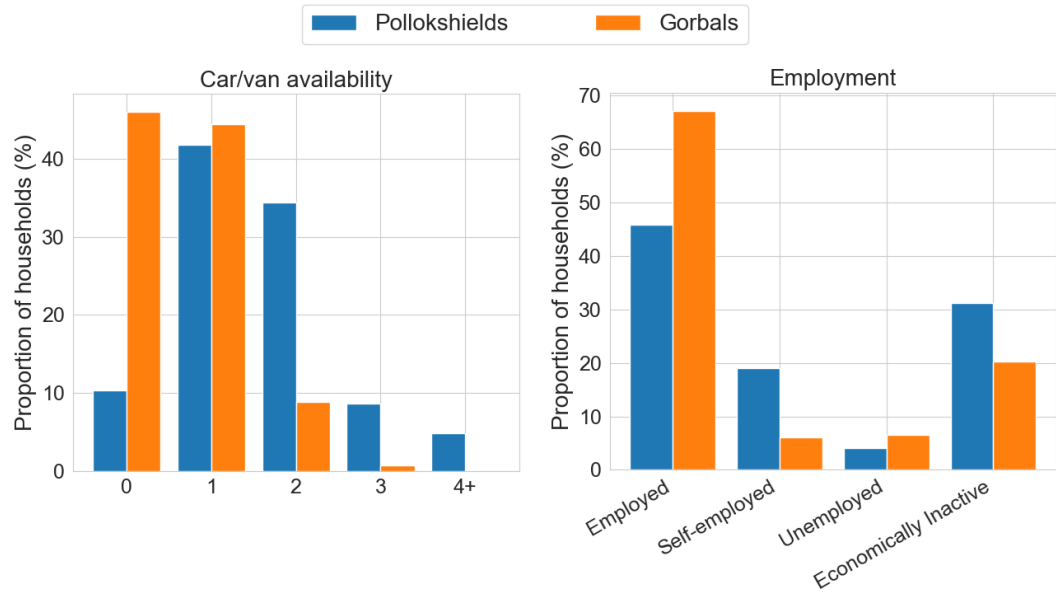 Pollokshields Gorbals
Car/van availability
Proportion of households (%)
40
30
20
10
0
0 1 2 3 4+
Employment
Proportion of households (%)
70
60
50
40
30
20
10
0
Employed Self-employed Unemployed Economically Inactive